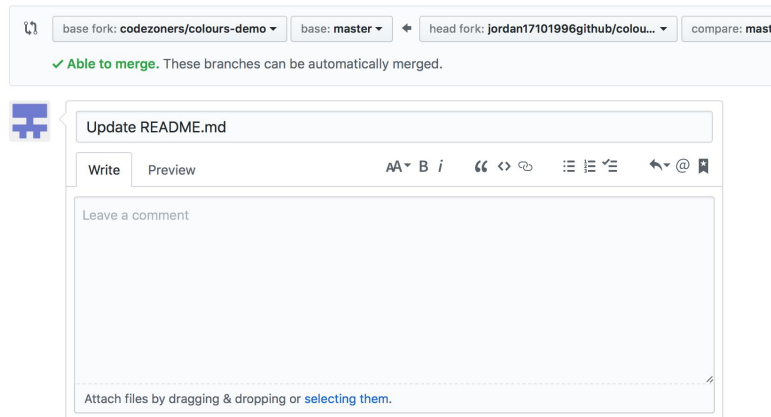 base fork: codezoners/colours-demo base: master head fork: jordan17101996github/colou... compare: mast
Able to merge. These branches can be automatically merged.
Update README.md
Write Preview AA B i
Leave a comment
Attach files by dragging & dropping or selecting them.